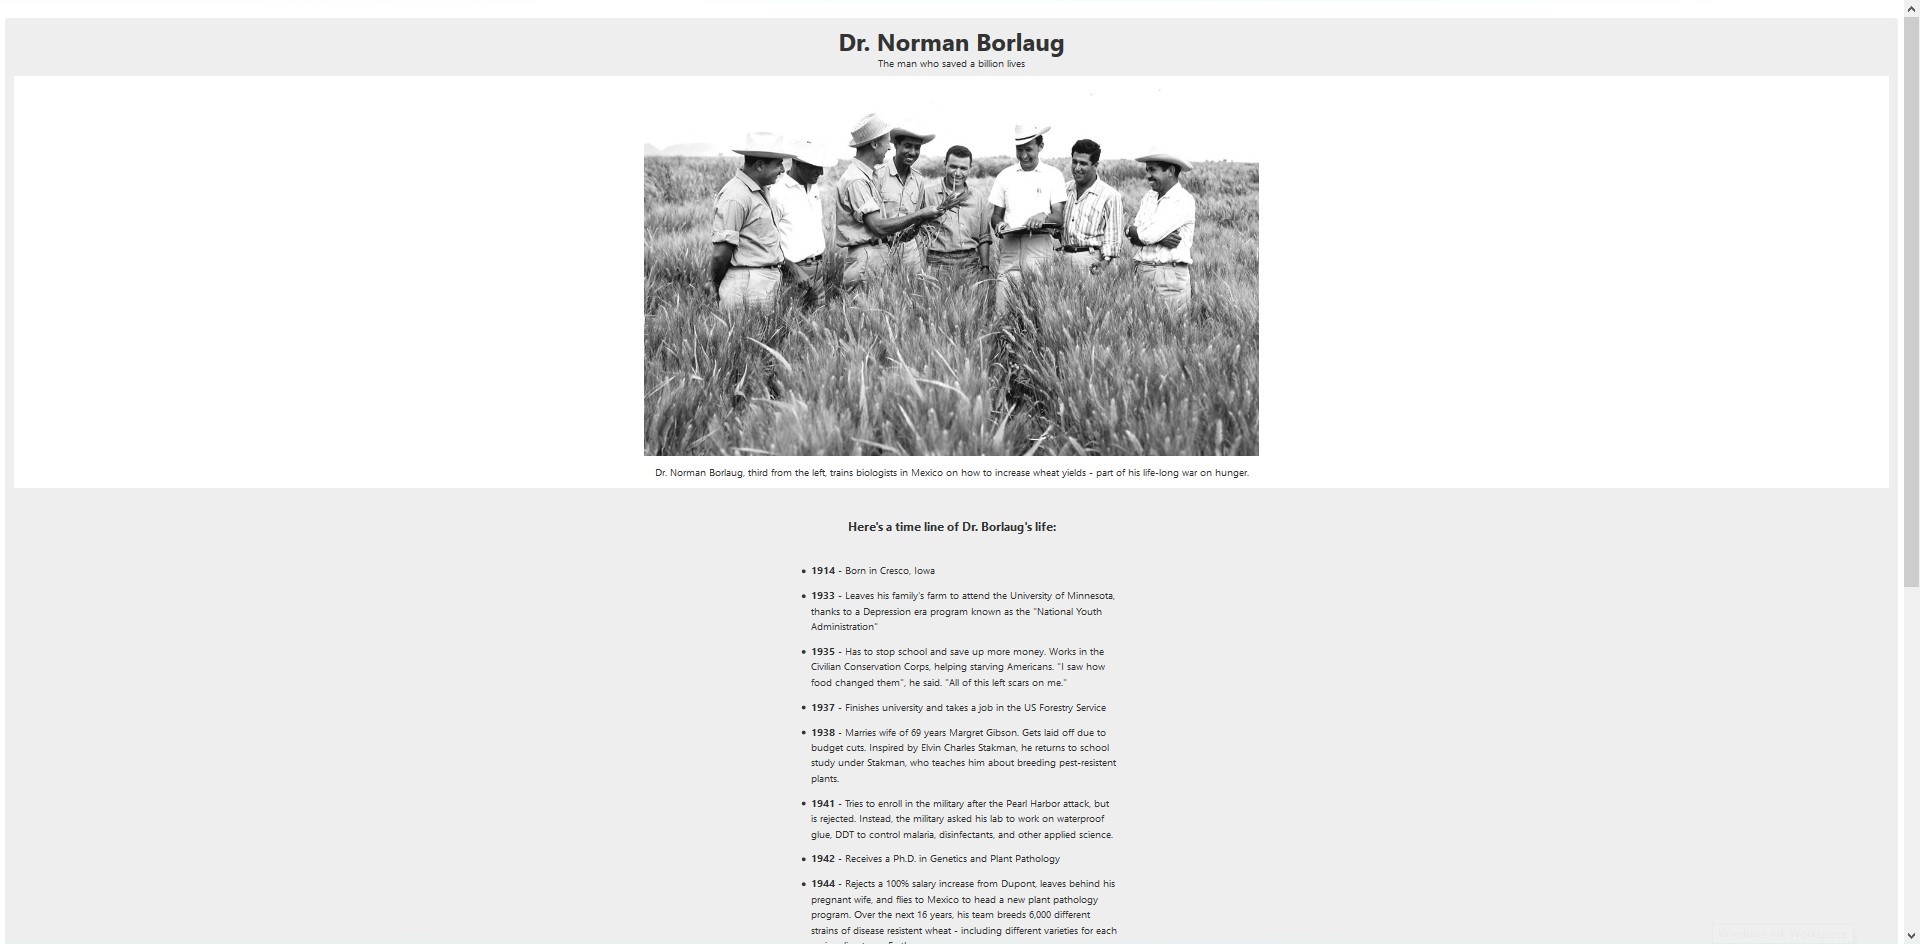 Dr. Norman Borlaug
The man who saved a billion lives
Dr. Norman Borlaug, third from the left, trains biologists in Mexico on how to increase wheat yields - part of his life-long war on hunger.
Here's a time line of Dr. Borlaug's life:
• 1914 - Born in Cresco, Iowa
• 1933 - Leaves his family's farm to attend the University of Minnesota,
thanks to a Depression era program known as the "National Youth
Administration"
• 1935 - Has to stop school and save up more money. Works in the
Civilian Conservation Corps, helping starving Americans. "I saw how
food changed them", he said. "All of this left scars on me."
• 1937 - Finishes university and takes a job in the US Forestry Service
• 1938 - Marries wife of 69 years Margret Gibson. Gets laid off due to
budget cuts. Inspired by Elvin Charles Stakman, he returns to school
study under Stakman, who teaches him about breeding pest-resistent
plants.
• 1941 - Tries to enroll in the military after the Pearl Harbor attack, but
is rejected. Instead, the military asked his lab to work on waterproof
glue, DDT to control malaria, disinfectants, and other applied science.
• 1942 - Receives a Ph.D. in Genetics and Plant Pathology
• 1944 - Rejects a 100% salary increase from Dupont, leaves behind his
pregnant wife, and flies to Mexico to head a new plant pathology
program. Over the next 16 years, his team breeds 6,000 different
strains of disease resistent wheat - including different varieties for each